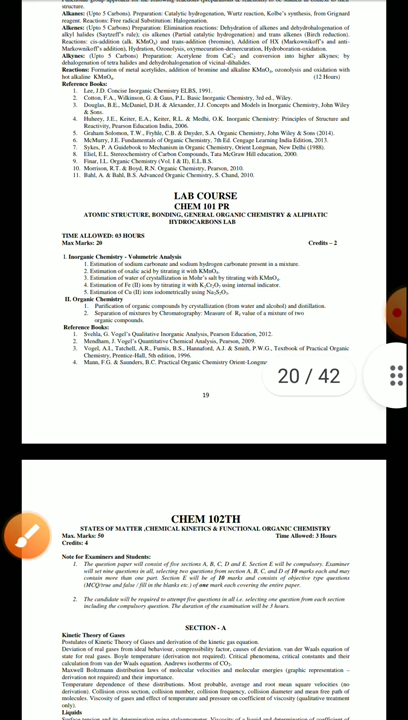 structure.
Alkanes: (Upto 5 Carbons). Preparation: Catalytic hydrogenation, Wurtz reaction, Kolbe's synthesis, from Grignard
reagent. Reactions: Free radical Substitution: Halogenation.
Alkenes: (Upto 5 Carbons) Preparation: Elimination reactions: Dehydration of alkenes and dehydrohalogenation of
alkyl halides (Saytzeff's rule); cis alkenes (Partial catalytic hydrogenation) and trans alkenes (Birch reduction).
Reactions: cis-addition (alk. KMnO₄) and trans-addition (bromine), Addition of HX (Markownikoff's and anti-
Markownikoff's addition), Hydration, Ozonolysis, oxymecuration-demercuration, Hydroboration-oxidation.
Alkynes: (Upto 5 Carbons) Preparation: Acetylene from CaC₂ and conversion into higher alkynes; by
dehalogenation of tetra halides and dehydrohalogenation of vicinal-dihalides.
Reactions: Formation of metal acetylides, addition of bromine and alkaline KMnO₄, ozonolysis and oxidation with
hot alkaline KMnO₄. (12 Hours)
Reference Books:
1. Lee, J.D. Concise Inorganic Chemistry ELBS, 1991.
2. Cotton, F.A., Wilkinson, G. & Gaus, P.L. Basic Inorganic Chemistry, 3rd ed., Wiley.
3. Douglas, B.E., McDaniel, D.H. & Alexander, J.J. Concepts and Models in Inorganic Chemistry, John Wiley
& Sons.
4. Huheey, J.E., Keiter, E.A., Keiter, R.L. & Medhi, O.K. Inorganic Chemistry: Principles of Structure and
Reactivity, Pearson Education India, 2006.
5. Graham Solomon, T.W., Fryhle, C.B. & Dnyder, S.A. Organic Chemistry, John Wiley & Sons (2014).
6. McMurry, J.E. Fundamentals of Organic Chemistry, 7th Ed. Cengage Learning India Edition, 2013.
7. Sykes, P. A Guidebook to Mechanism in Organic Chemistry, Orient Longman, New Delhi (1988).
8. Eliel, E.L. Stereochemistry of Carbon Compounds, Tata McGraw Hill education, 2000.
9. Finar, I.L. Organic Chemistry (Vol. I & II), E.L.B.S.
10. Morrison, R.T. & Boyd, R.N. Organic Chemistry, Pearson, 2010.
11. Bahl, A. & Bahl, B.S. Advanced Organic Chemistry, S. Chand, 2010.
LAB COURSE
CHEM 101 PR
ATOMIC STRUCTURE, BONDING, GENERAL ORGANIC CHEMISTRY & ALIPHATIC
HYDROCARBONS LAB
TIME ALLOWED: 03 HOURS
Max Marks: 20 Credits – 2
I. Inorganic Chemistry - Volumetric Analysis
1. Estimation of sodium carbonate and sodium hydrogen carbonate present in a mixture.
2. Estimation of oxalic acid by titrating it with KMnO₄.
3. Estimation of water of crystallization in Mohr's salt by titrating with KMnO₄.
4. Estimation of Fe (II) ions by titrating it with K₂Cr₂O₇ using internal indicator.
5. Estimation of Cu (II) ions iodometrically using Na₂S₂O₃.
II. Organic Chemistry
1. Purification of organic compounds by crystallization (from water and alcohol) and distillation.
2. Separation of mixtures by Chromatography: Measure of Rf value of a mixture of two
organic compounds.
Reference Books:
1. Svehla, G. Vogel's Qualitative Inorganic Analysis, Pearson Education, 2012.
2. Mendham, J. Vogel's Quantitative Chemical Analysis, Pearson, 2009.
3. Vogel, A.I., Tatchell, A.R., Furnis, B.S., Hannaford, A.J. & Smith, P.W.G., Textbook of Practical Organic
Chemistry, Prentice-Hall, 5th edition, 1996.
4. Mann, F.G. & Saunders, B.C. Practical Organic Chemistry Orient-Longme
20 / 42
19
CHEM 102TH
STATES OF MATTER ,CHEMICAL KINETICS & FUNCTIONAL ORGANIC CHEMISTRY
Max. Marks: 50 Time Allowed: 3 Hours
Credits: 4
Note for Examiners and Students:
1. The question paper will consist of five sections A, B, C, D and E. Section E will be compulsory. Examiner
will set nine questions in all, selecting two questions from section A, B, C, and D of 10 marks each and may
contain more than one part. Section E will be of 10 marks and consists of objective type questions
(MCQ/true and false / fill in the blanks etc.) of one mark each covering the entire paper.
2. The candidate will be required to attempt five questions in all i.e. selecting one question from each section
including the compulsory question. The duration of the examination will be 3 hours.
SECTION - A
Kinetic Theory of Gases
Postulates of Kinetic Theory of Gases and derivation of the kinetic gas equation.
Deviation of real gases from ideal behaviour, compressibility factor, causes of deviation. van der Waals equation of
state for real gases. Boyle temperature (derivation not required). Critical phenomena, critical constants and their
calculation from van der Waals equation. Andrews isotherms of CO₂.
Maxwell Boltzmann distribution laws of molecular velocities and molecular energies (graphic representation –
derivation not required) and their importance.
Temperature dependence of these distributions. Most probable, average and root mean square velocities (no
derivation). Collision cross section, collision number, collision frequency, collision diameter and mean free path of
molecules. Viscosity of gases and effect of temperature and pressure on coefficient of viscosity (qualitative treatment
only).
Liquids